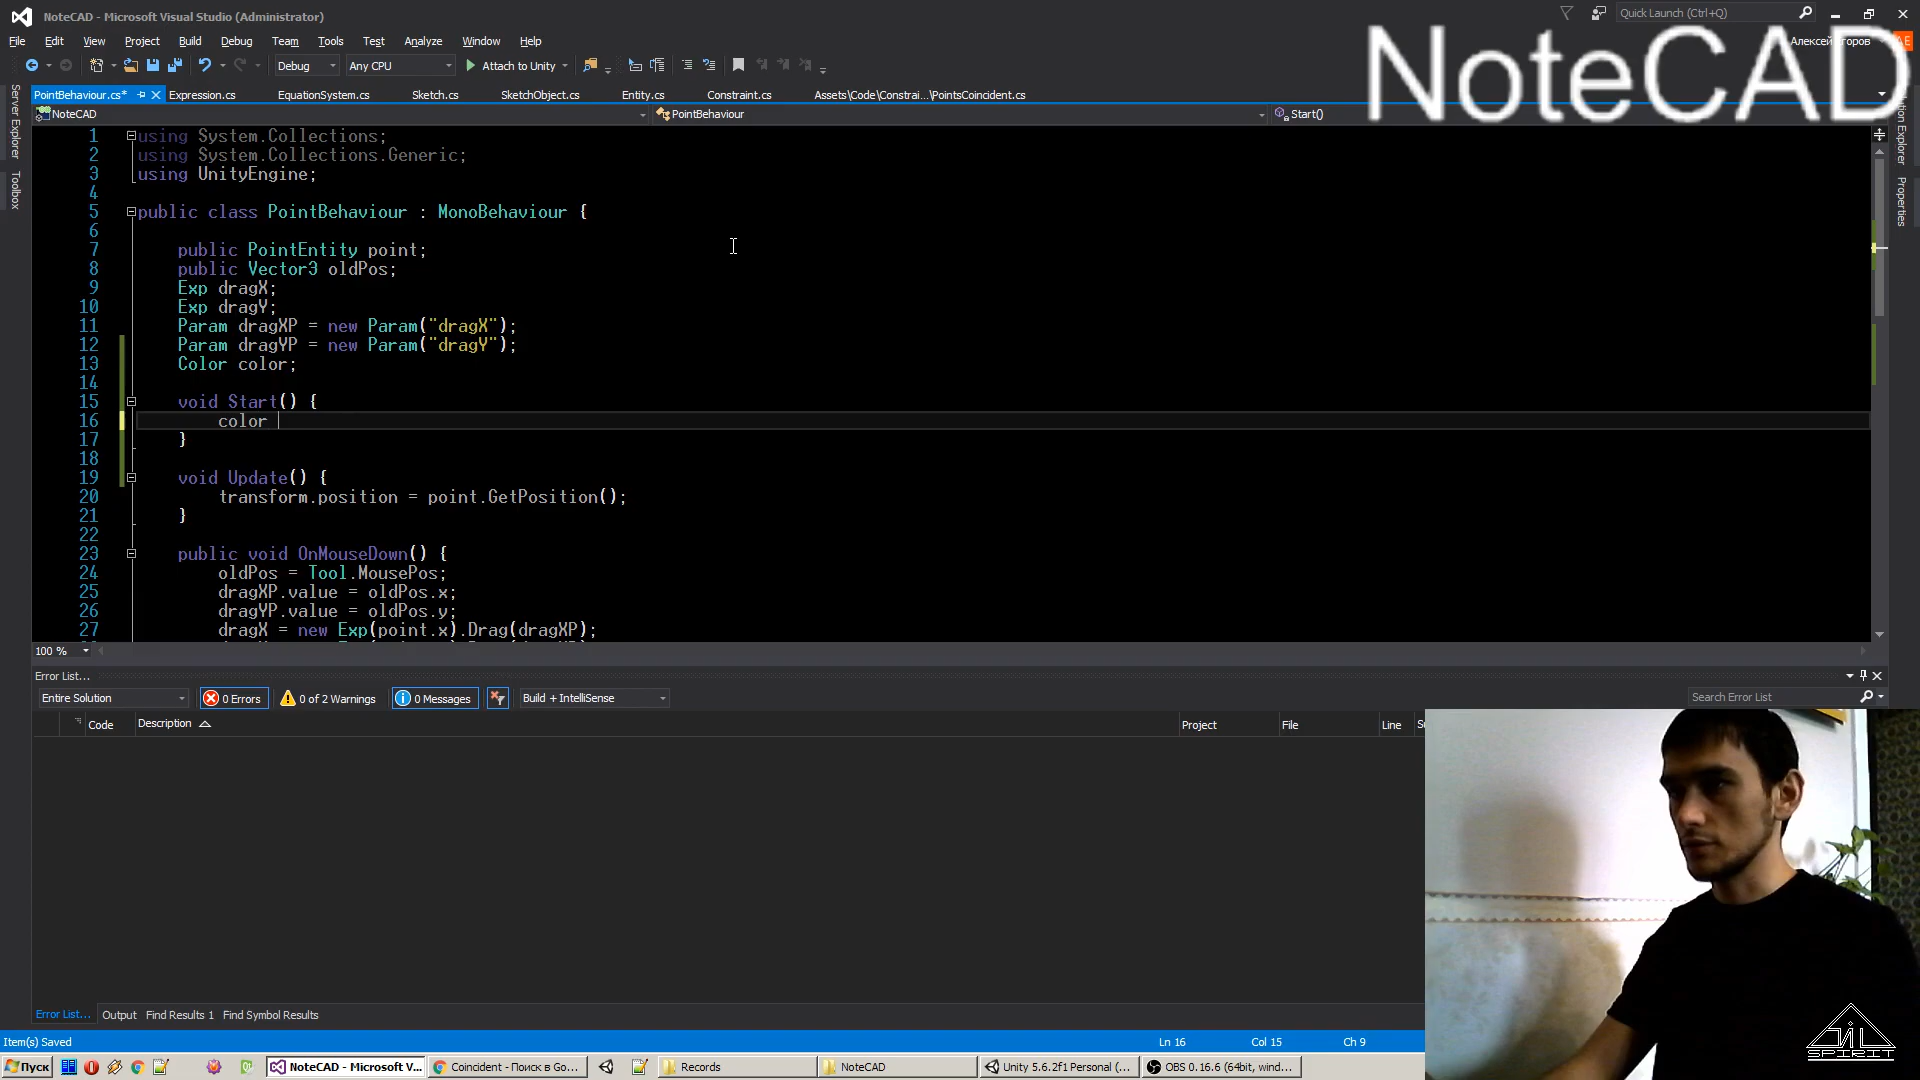 NoteCAD - Microsoft Visual Studio (Administrator)
Quick Launch (Ctrl+Q)
File Edit View Project Build Debug Team Tools Test Analyze Window Help
NoteCAD
Debug Any CPU Attach to Unity
PointBehaviour.cs* Expression.cs EquationSystem.cs Sketch.cs SketchObject.cs Entity.cs Constraint.cs Assets\Code\Constrai...\PointsCoincident.cs
NoteCAD PointBehaviour Start()
Server Explorer
Toolbox
Properties
1 using System.Collections;
2 using System.Collections.Generic;
3 using UnityEngine;
4
5 public class PointBehaviour : MonoBehaviour {
6
7 public PointEntity point;
8 public Vector3 oldPos;
9 Exp dragX;
10 Exp dragY;
11 Param dragXP = new Param("dragX");
12 Param dragYP = new Param("dragY");
13 Color color;
14
15 void Start() {
16 color
17 }
18
19 void Update() {
20 transform.position = point.GetPosition();
21 }
22
23 public void OnMouseDown() {
24 oldPos = Tool.MousePos;
25 dragXP.value = oldPos.x;
26 dragYP.value = oldPos.y;
27 dragX = new Exp(point.x).Drag(dragXP);
100 %
Error List...
Entire Solution 0 Errors 0 of 2 Warnings 0 Messages Build + IntelliSense Search Error List
Code Description Project File Line
Error List... Output Find Results 1 Find Symbol Results
Item(s) Saved Ln 16 Col 15 Ch 9
Пуск NoteCAD - Microsoft V... Coincident - Поиск в Go... Records NoteCAD Unity 5.6.2f1 Personal (... OBS 0.16.6 (64bit, wind...
SPIRIT